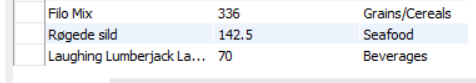 Filo Mix 336 Grains/Cereals
Røgede sild 142.5 Seafood
Laughing Lumberjack La... 70 Beverages